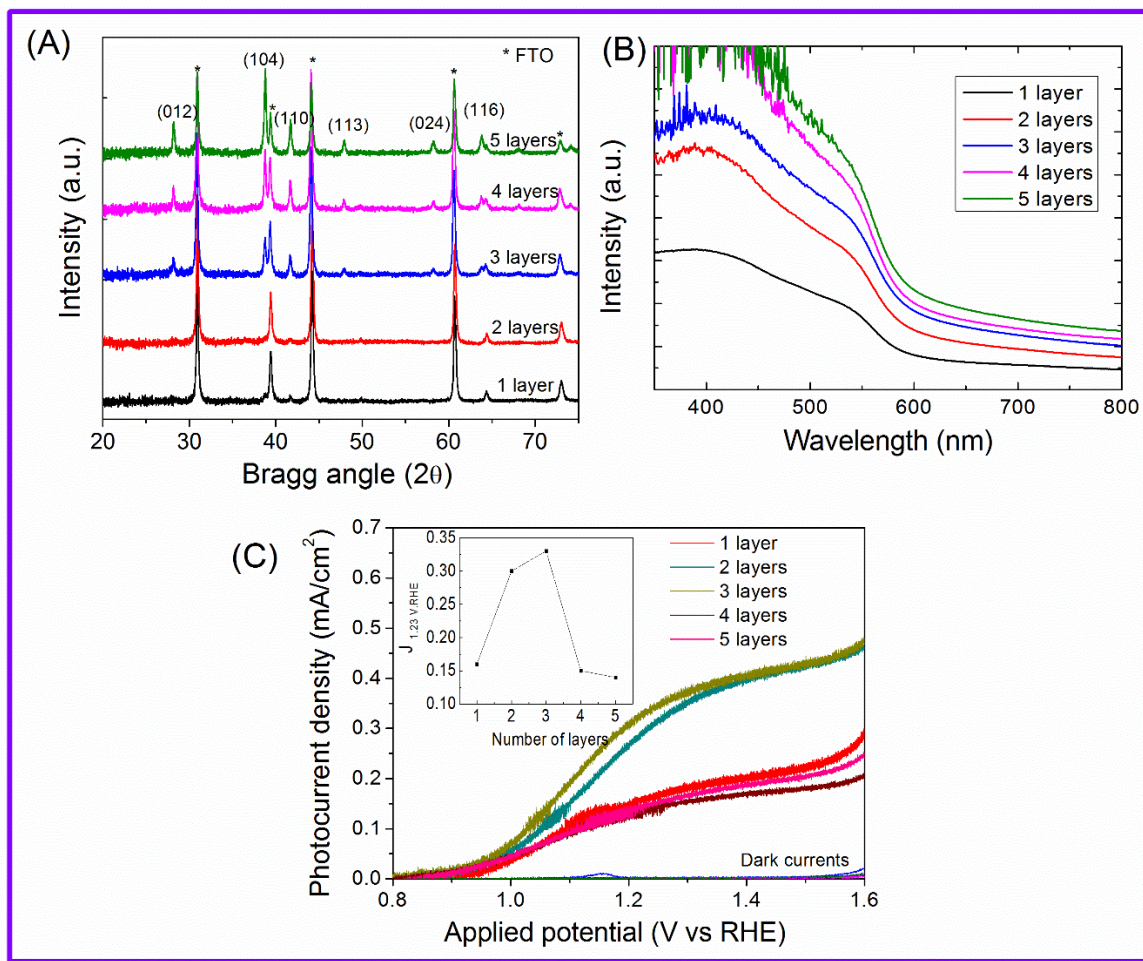 (A)
* FTO
(104)
(012)
(110)
(113)
(024)
(116)
*
*
*
*
*
5 layers
4 layers
3 layers
2 layers
1 layer
Intensity (a.u.)
20 30 40 50 60 70
Bragg angle (2θ)
(B)
1 layer
2 layers
3 layers
4 layers
5 layers
Intensity (a.u.)
400 500 600 700 800
Wavelength (nm)
(C)
0.7
0.6
0.5
0.4
0.3
0.2
0.1
0.0
Photocurrent density (mA/cm²)
0.35
0.30
0.25
0.20
0.15
0.10
J 1.23 V.RHE
1 2 3 4 5
Number of layers
1 layer
2 layers
3 layers
4 layers
5 layers
Dark currents
0.8 1.0 1.2 1.4 1.6
Applied potential (V vs RHE)